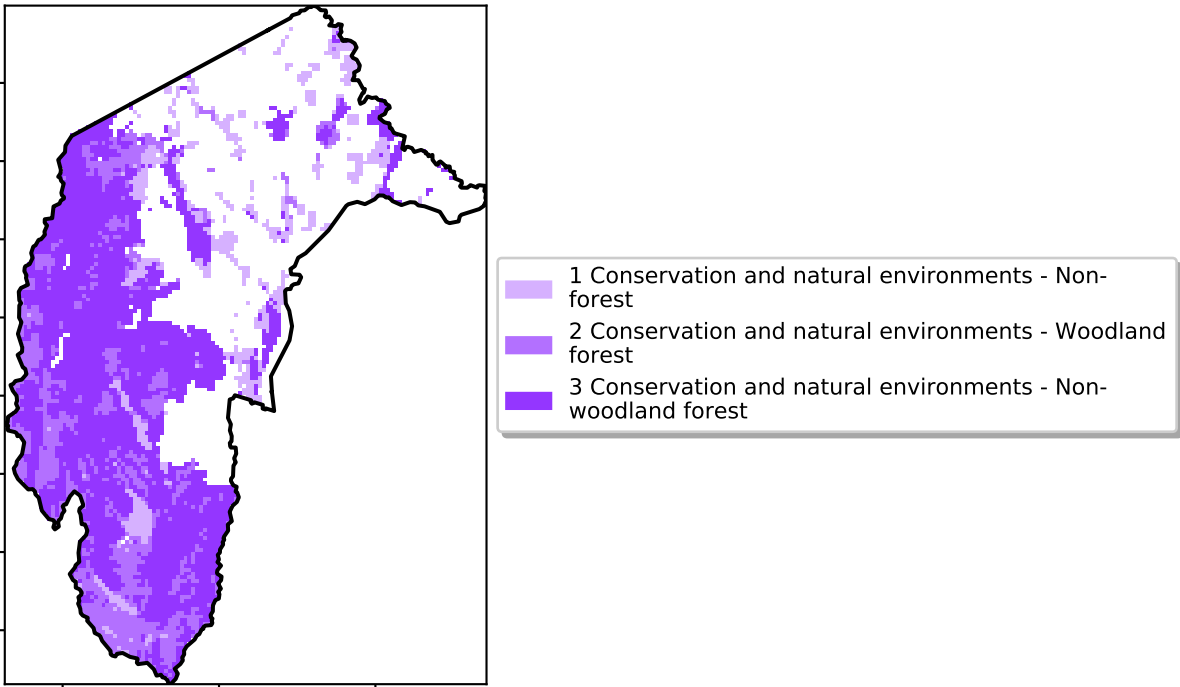 1 Conservation and natural environments - Non-
forest
2 Conservation and natural environments - Woodland
forest
3 Conservation and natural environments - Non-
woodland forest